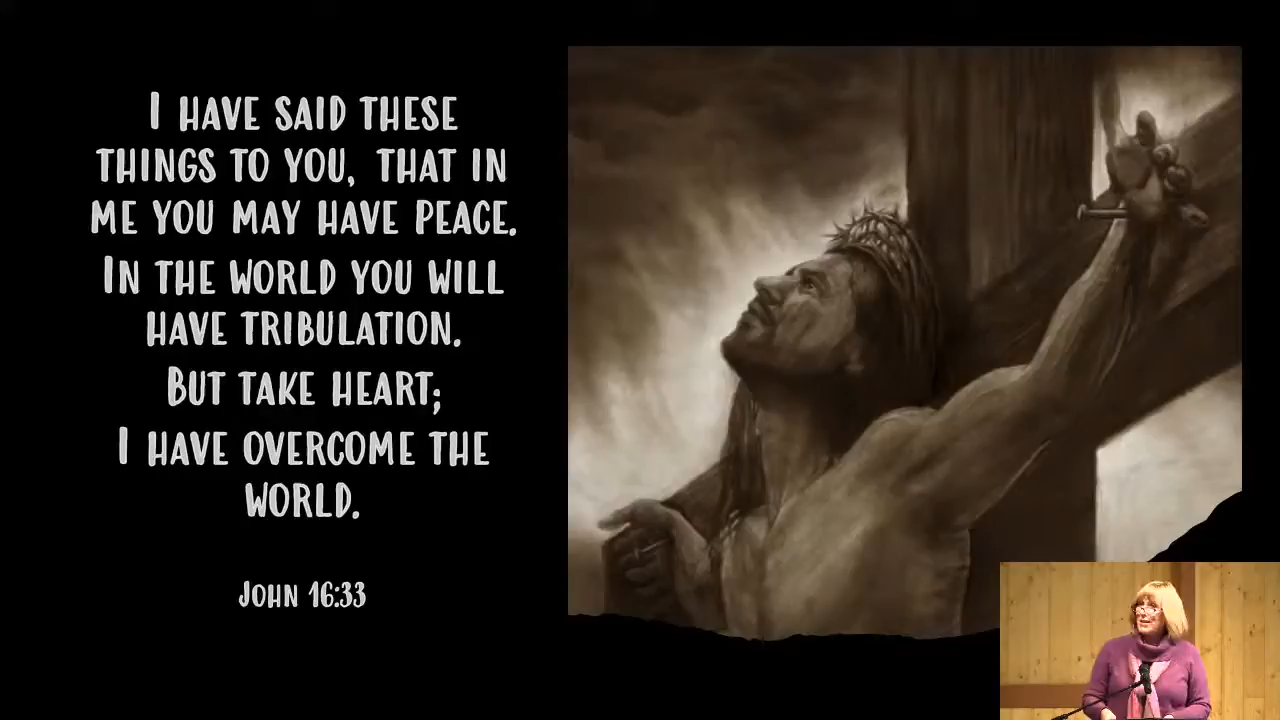 I HAVE SAID THESE
THINGS TO YOU, THAT IN
ME YOU MAY HAVE PEACE.
IN THE WORLD YOU WILL
HAVE TRIBULATION.
BUT TAKE HEART;
I HAVE OVERCOME THE
WORLD.
JOHN 16:33